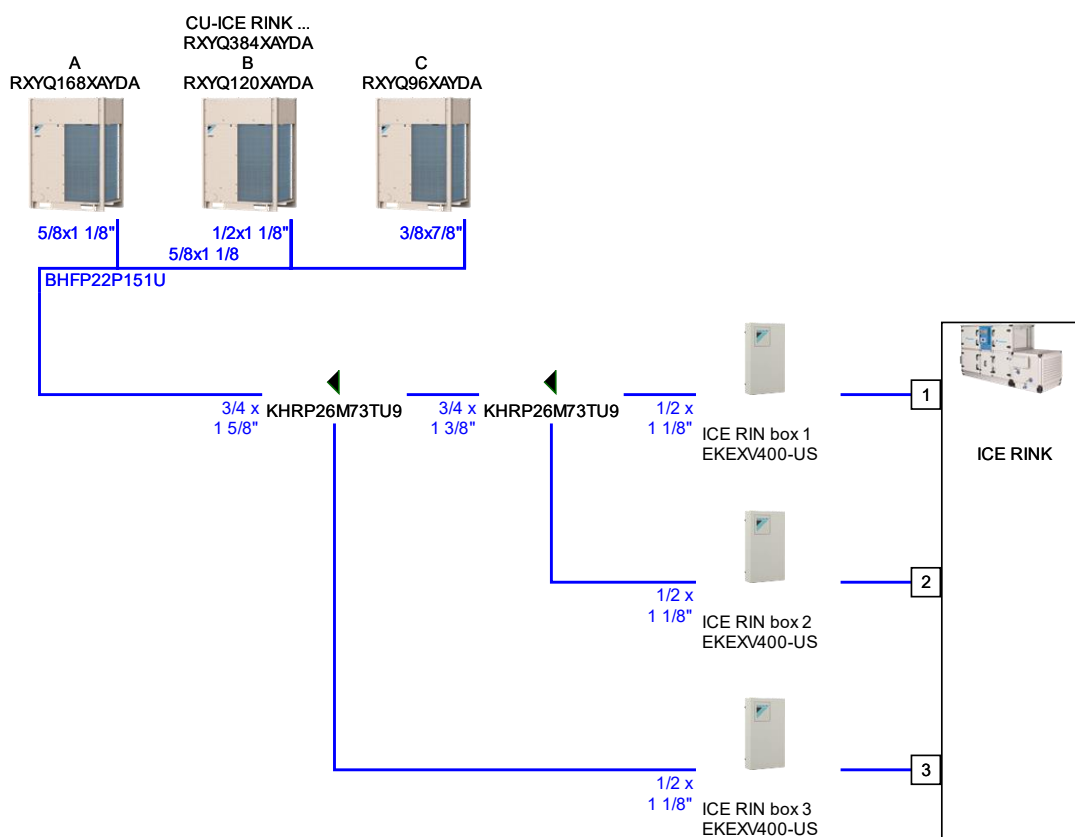 CU-ICE RINK ...
RXYQ384XAYDA
A
RXYQ168XAYDA
B
RXYQ120XAYDA
C
RXYQ96XAYDA
5/8x1 1/8"
1/2x1 1/8"
3/8x7/8"
5/8x1 1/8
BHFP22P151U
3/4 x
1 5/8"
KHRP26M73TU9
3/4 x
1 3/8"
KHRP26M73TU9
1/2 x
1 1/8"
ICE RIN box 1
EKEXV400-US
1
ICE RINK
1/2 x
1 1/8"
ICE RIN box 2
EKEXV400-US
2
1/2 x
1 1/8"
ICE RIN box 3
EKEXV400-US
3